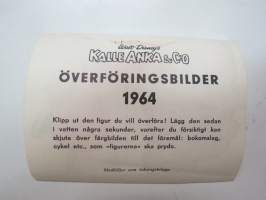 Walt Disney's
KALLE ANKA & CO
ÖVERFÖRINGSBILDER
1964
Klipp ut den figur du vill överföra! Lägg den sedan
i vatten några sekunder, varefter du försiktigt kan
skjuta över färgbilden till det föremål: bokomslag,
cykel etc., som »figurerna» ska pryda.